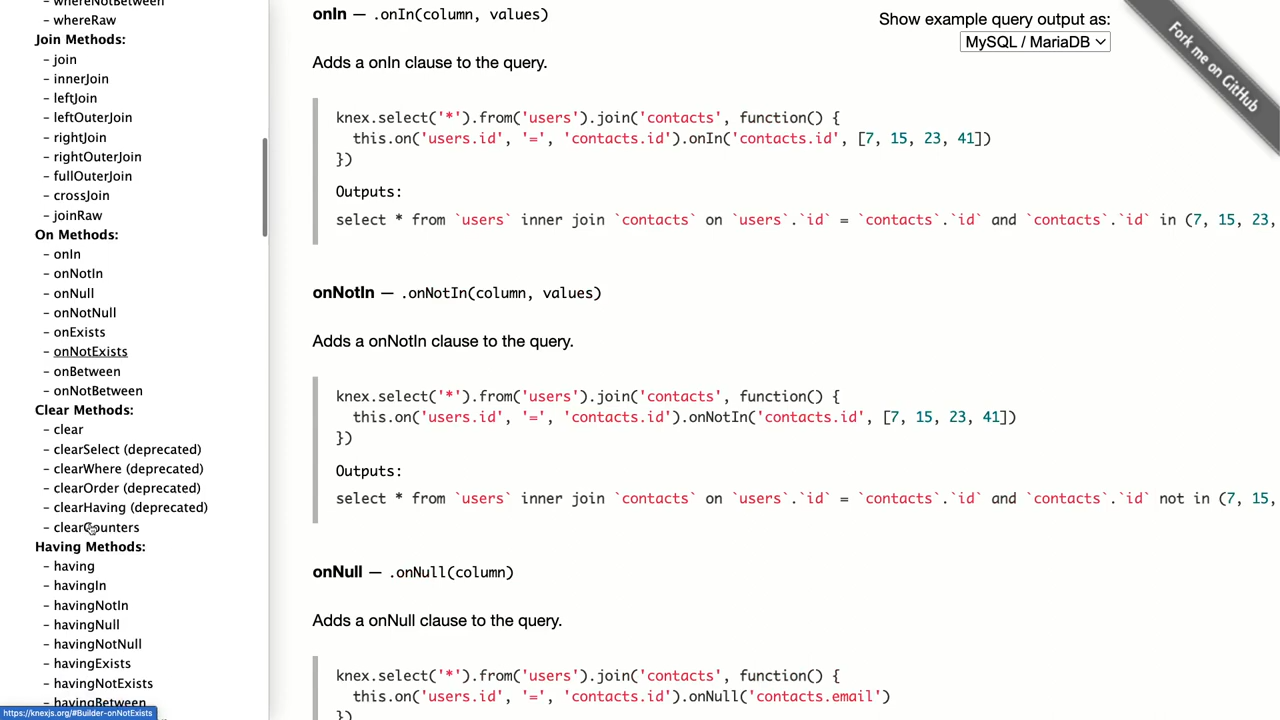 - whereNotBetween
- whereRaw
Join Methods:
- join
- innerJoin
- leftJoin
- leftOuterJoin
- rightJoin
- rightOuterJoin
- fullOuterJoin
- crossJoin
- joinRaw
On Methods:
- onIn
- onNotIn
- onNull
- onNotNull
- onExists
- onNotExists
- onBetween
- onNotBetween
Clear Methods:
- clear
- clearSelect (deprecated)
- clearWhere (deprecated)
- clearOrder (deprecated)
- clearHaving (deprecated)
- clearCounters
Having Methods:
- having
- havingIn
- havingNotIn
- havingNull
- havingNotNull
- havingExists
- havingNotExists
- havingBetween
https://knexjs.org/#Builder-onNotExists
onIn — .onIn(column, values)
Adds a onIn clause to the query.
knex.select('*').from('users').join('contacts', function() {
this.on('users.id', '=', 'contacts.id').onIn('contacts.id', [7, 15, 23, 41])
})
Outputs:
select * from `users` inner join `contacts` on `users`.`id` = `contacts`.`id` and `contacts`.`id` in (7, 15, 23,
onNotIn — .onNotIn(column, values)
Adds a onNotIn clause to the query.
knex.select('*').from('users').join('contacts', function() {
this.on('users.id', '=', 'contacts.id').onNotIn('contacts.id', [7, 15, 23, 41])
})
Outputs:
select * from `users` inner join `contacts` on `users`.`id` = `contacts`.`id` and `contacts`.`id` not in (7, 15,
onNull — .onNull(column)
Adds a onNull clause to the query.
knex.select('*').from('users').join('contacts', function() {
this.on('users.id', '=', 'contacts.id').onNull('contacts.email')
})
Show example query output as:
MySQL / MariaDB
Fork me on GitHub